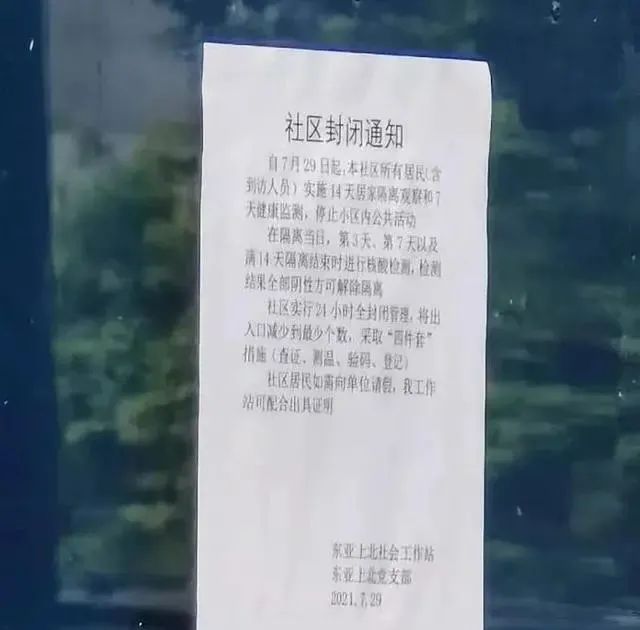 社区封闭通知
自7月29日起,本社区所有居民(含
到访人员)实施14天居家隔离观察和7
天健康监测,停止小区内公共活动
在隔离当日,第3天、第7天以及
满14天隔离结束时进行核酸检测,检测
结果全部阴性方可解除隔离
社区实行24小时全封闭管理,将出
入口减少到最少个数,采取“四件套”
措施(查证、测温、验码、登记)
社区居民如需向单位请假,我工作
站可配合出具证明
东亚上北社会工作站
东亚上北党支部
2021.7.29